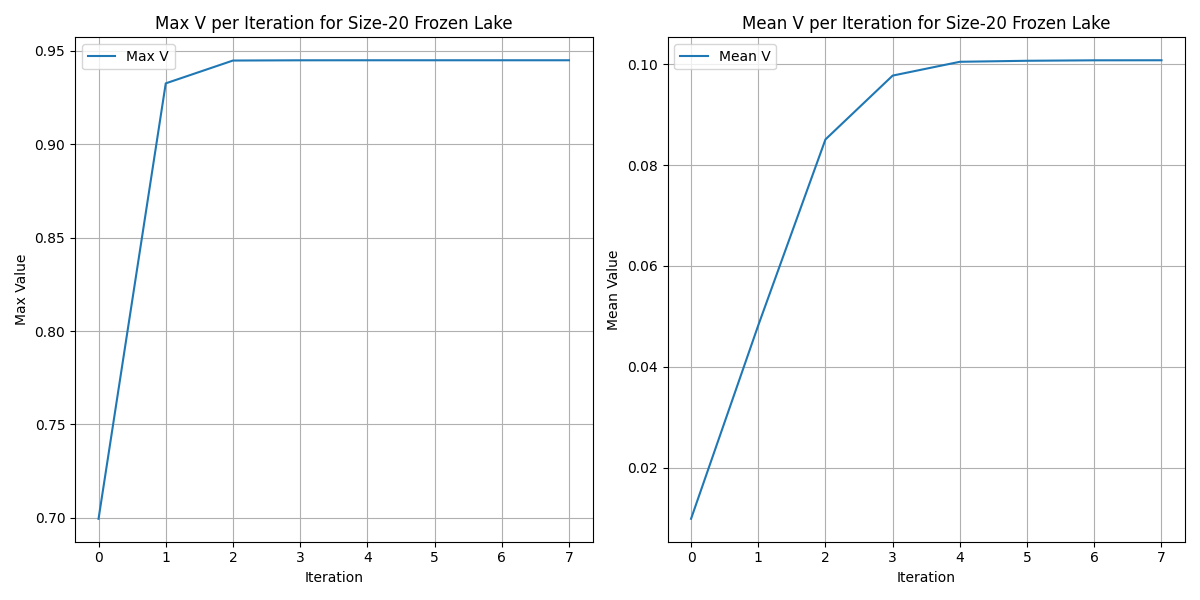 Max V per Iteration for Size-20 Frozen Lake
Max V
0.95
0.90
0.85
0.80
0.75
0.70
Max Value
0 1 2 3 4 5 6 7
Iteration
Mean V per Iteration for Size-20 Frozen Lake
Mean V
0.10
0.08
0.06
0.04
0.02
Mean Value
0 1 2 3 4 5 6 7
Iteration